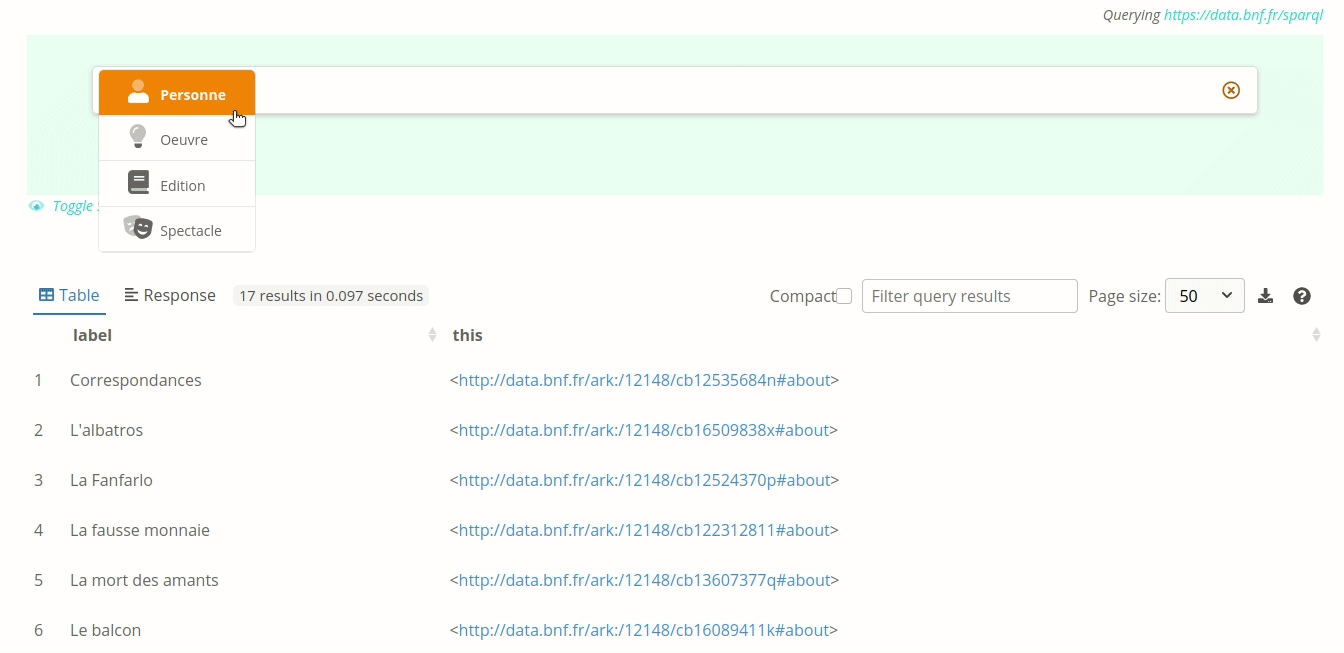 Querying https://data.bnf.fr/sparql
Personne
Oeuvre
Edition
Spectacle
Toggle
Table Response 17 results in 0.097 seconds Compact Filter query results Page size: 50
label this
1 Correspondances <http://data.bnf.fr/ark:/12148/cb12535684n#about>
2 L'albatros <http://data.bnf.fr/ark:/12148/cb16509838x#about>
3 La Fanfarlo <http://data.bnf.fr/ark:/12148/cb12524370p#about>
4 La fausse monnaie <http://data.bnf.fr/ark:/12148/cb122312811#about>
5 La mort des amants <http://data.bnf.fr/ark:/12148/cb13607377q#about>
6 Le balcon <http://data.bnf.fr/ark:/12148/cb16089411k#about>